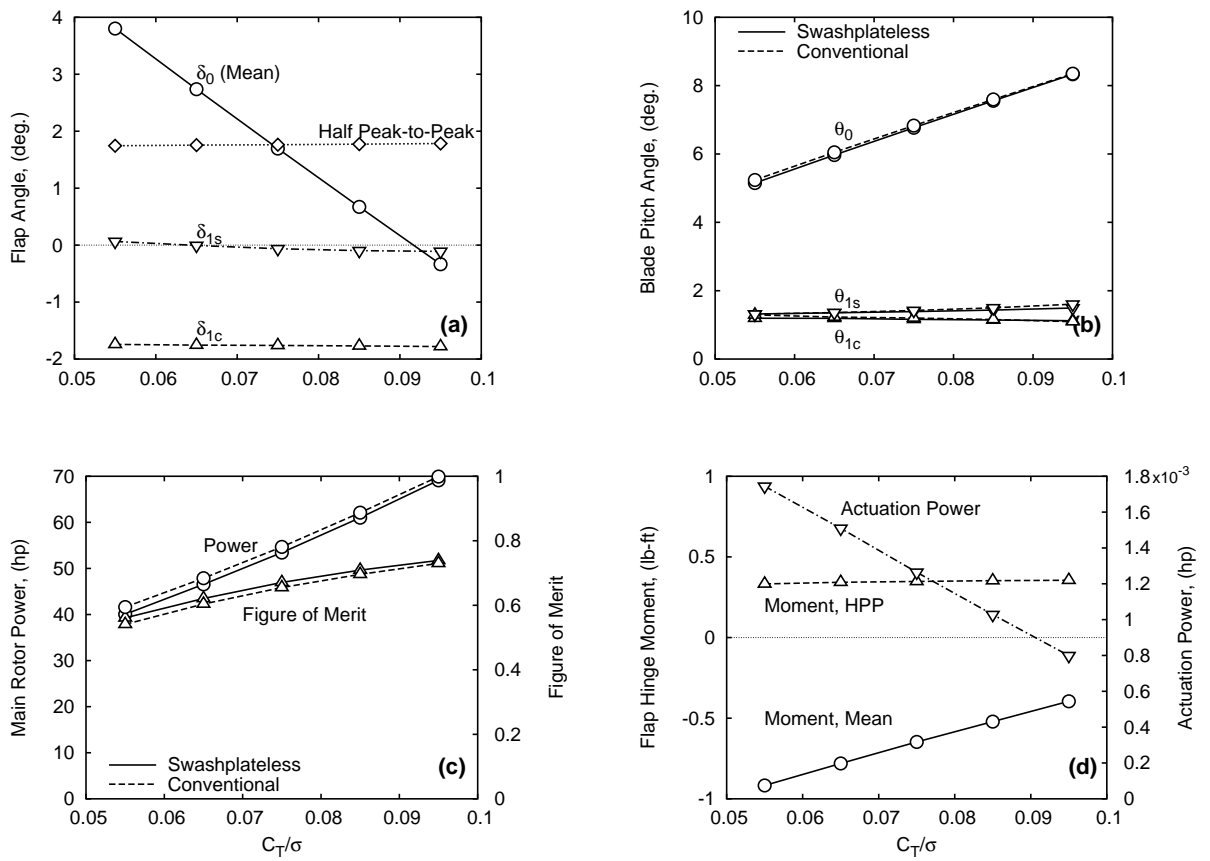 4
3
2
1
0
-1
-2
0.05 0.06 0.07 0.08 0.09 0.1
Flap Angle, (deg.)
δ0 (Mean)
Half Peak-to-Peak
δ1s
δ1c
(a)
10
8
6
4
2
0
0.05 0.06 0.07 0.08 0.09 0.1
Blade Pitch Angle, (deg.)
Swashplateless
Conventional
θ0
θ1s
θ1c
(b)
70
60
50
40
30
20
10
0
0.05 0.06 0.07 0.08 0.09 0.1
Main Rotor Power, (hp)
1
0.8
0.6
0.4
0.2
0
Figure of Merit
Power
Figure of Merit
Swashplateless
Conventional
(c)
CT/σ
1
0.5
0
-0.5
-1
0.05 0.06 0.07 0.08 0.09 0.1
Flap Hinge Moment, (lb-ft)
1.8x10-3
1.6
1.4
1.2
1
0.8
0.6
0.4
0.2
0
Actuation Power, (hp)
Actuation Power
Moment, HPP
Moment, Mean
(d)
CT/σ